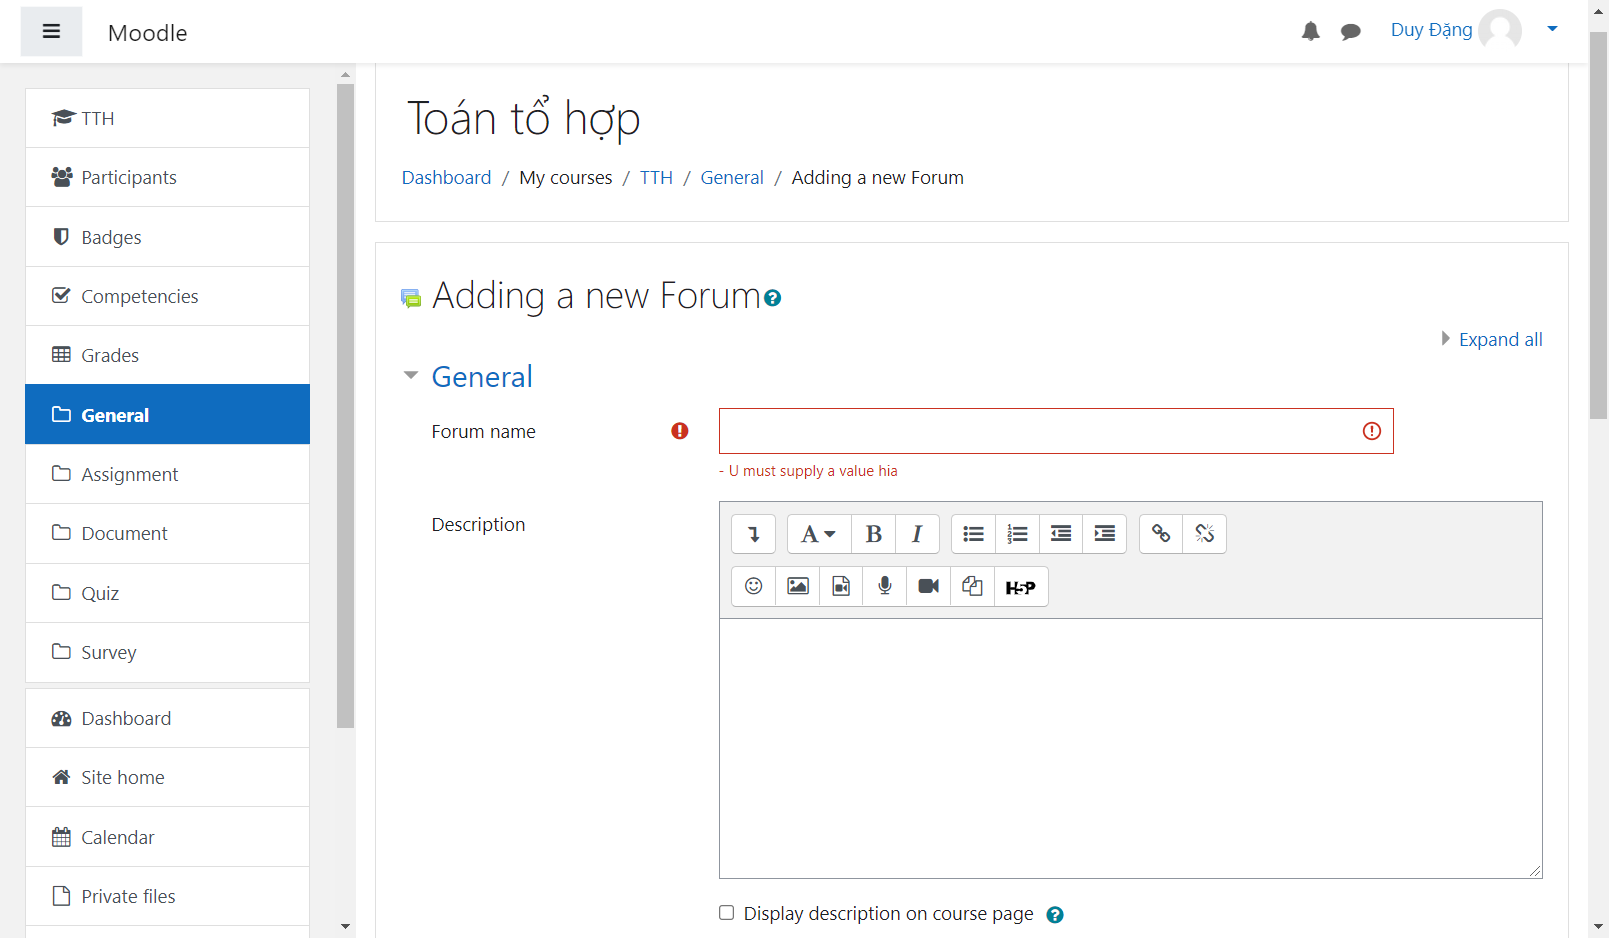 Moodle
Duy Đặng
TTH
Participants
Badges
Competencies
Grades
General
Assignment
Document
Quiz
Survey
Dashboard
Site home
Calendar
Private files
Toán tổ hợp
Dashboard / My courses / TTH / General / Adding a new Forum
Adding a new Forum
Expand all
General
Forum name
- U must supply a value hia
Description
A B I
H5P
Display description on course page